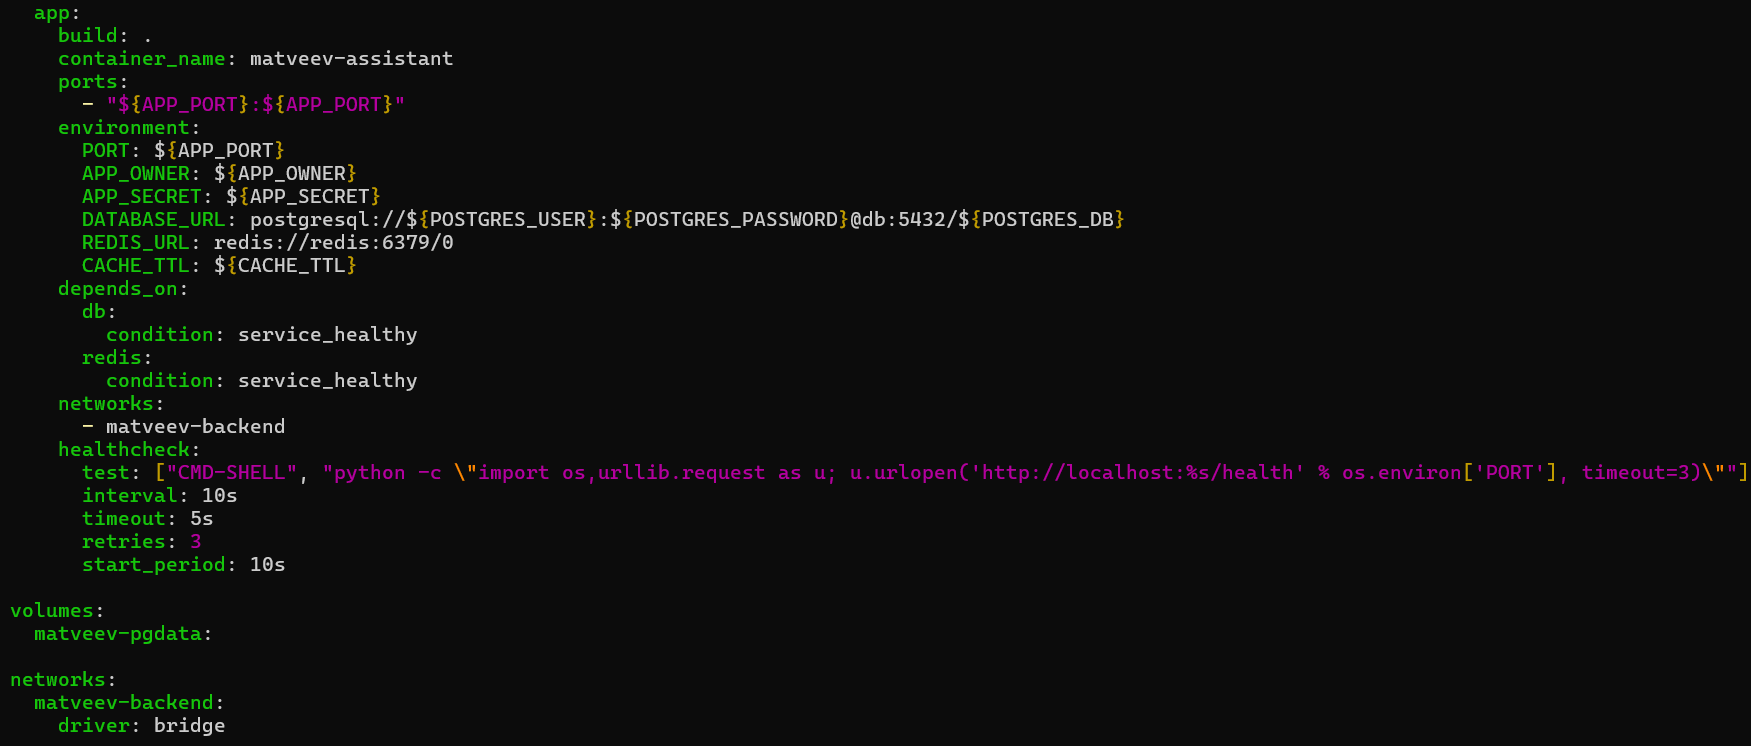 app:
    build: .
    container_name: matveev-assistant
    ports:
      - "${APP_PORT}:${APP_PORT}"
    environment:
      PORT: ${APP_PORT}
      APP_OWNER: ${APP_OWNER}
      APP_SECRET: ${APP_SECRET}
      DATABASE_URL: postgresql://${POSTGRES_USER}:${POSTGRES_PASSWORD}@db:5432/${POSTGRES_DB}
      REDIS_URL: redis://redis:6379/0
      CACHE_TTL: ${CACHE_TTL}
    depends_on:
      db:
        condition: service_healthy
      redis:
        condition: service_healthy
    networks:
      - matveev-backend
    healthcheck:
      test: ["CMD-SHELL", "python -c \"import os,urllib.request as u; u.urlopen('http://localhost:%s/health' % os.environ['PORT'], timeout=3)\""]
      interval: 10s
      timeout: 5s
      retries: 3
      start_period: 10s

volumes:
  matveev-pgdata:

networks:
  matveev-backend:
    driver: bridge